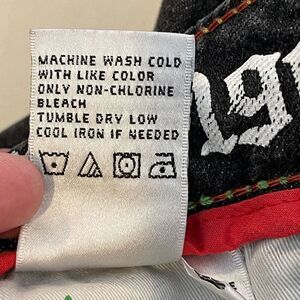 MACHINE WASH COLD
WITH LIKE COLOR
ONLY NON-CHLORINE
BLEACH
TUMBLE DRY LOW
COOL IRON IF NEEDED